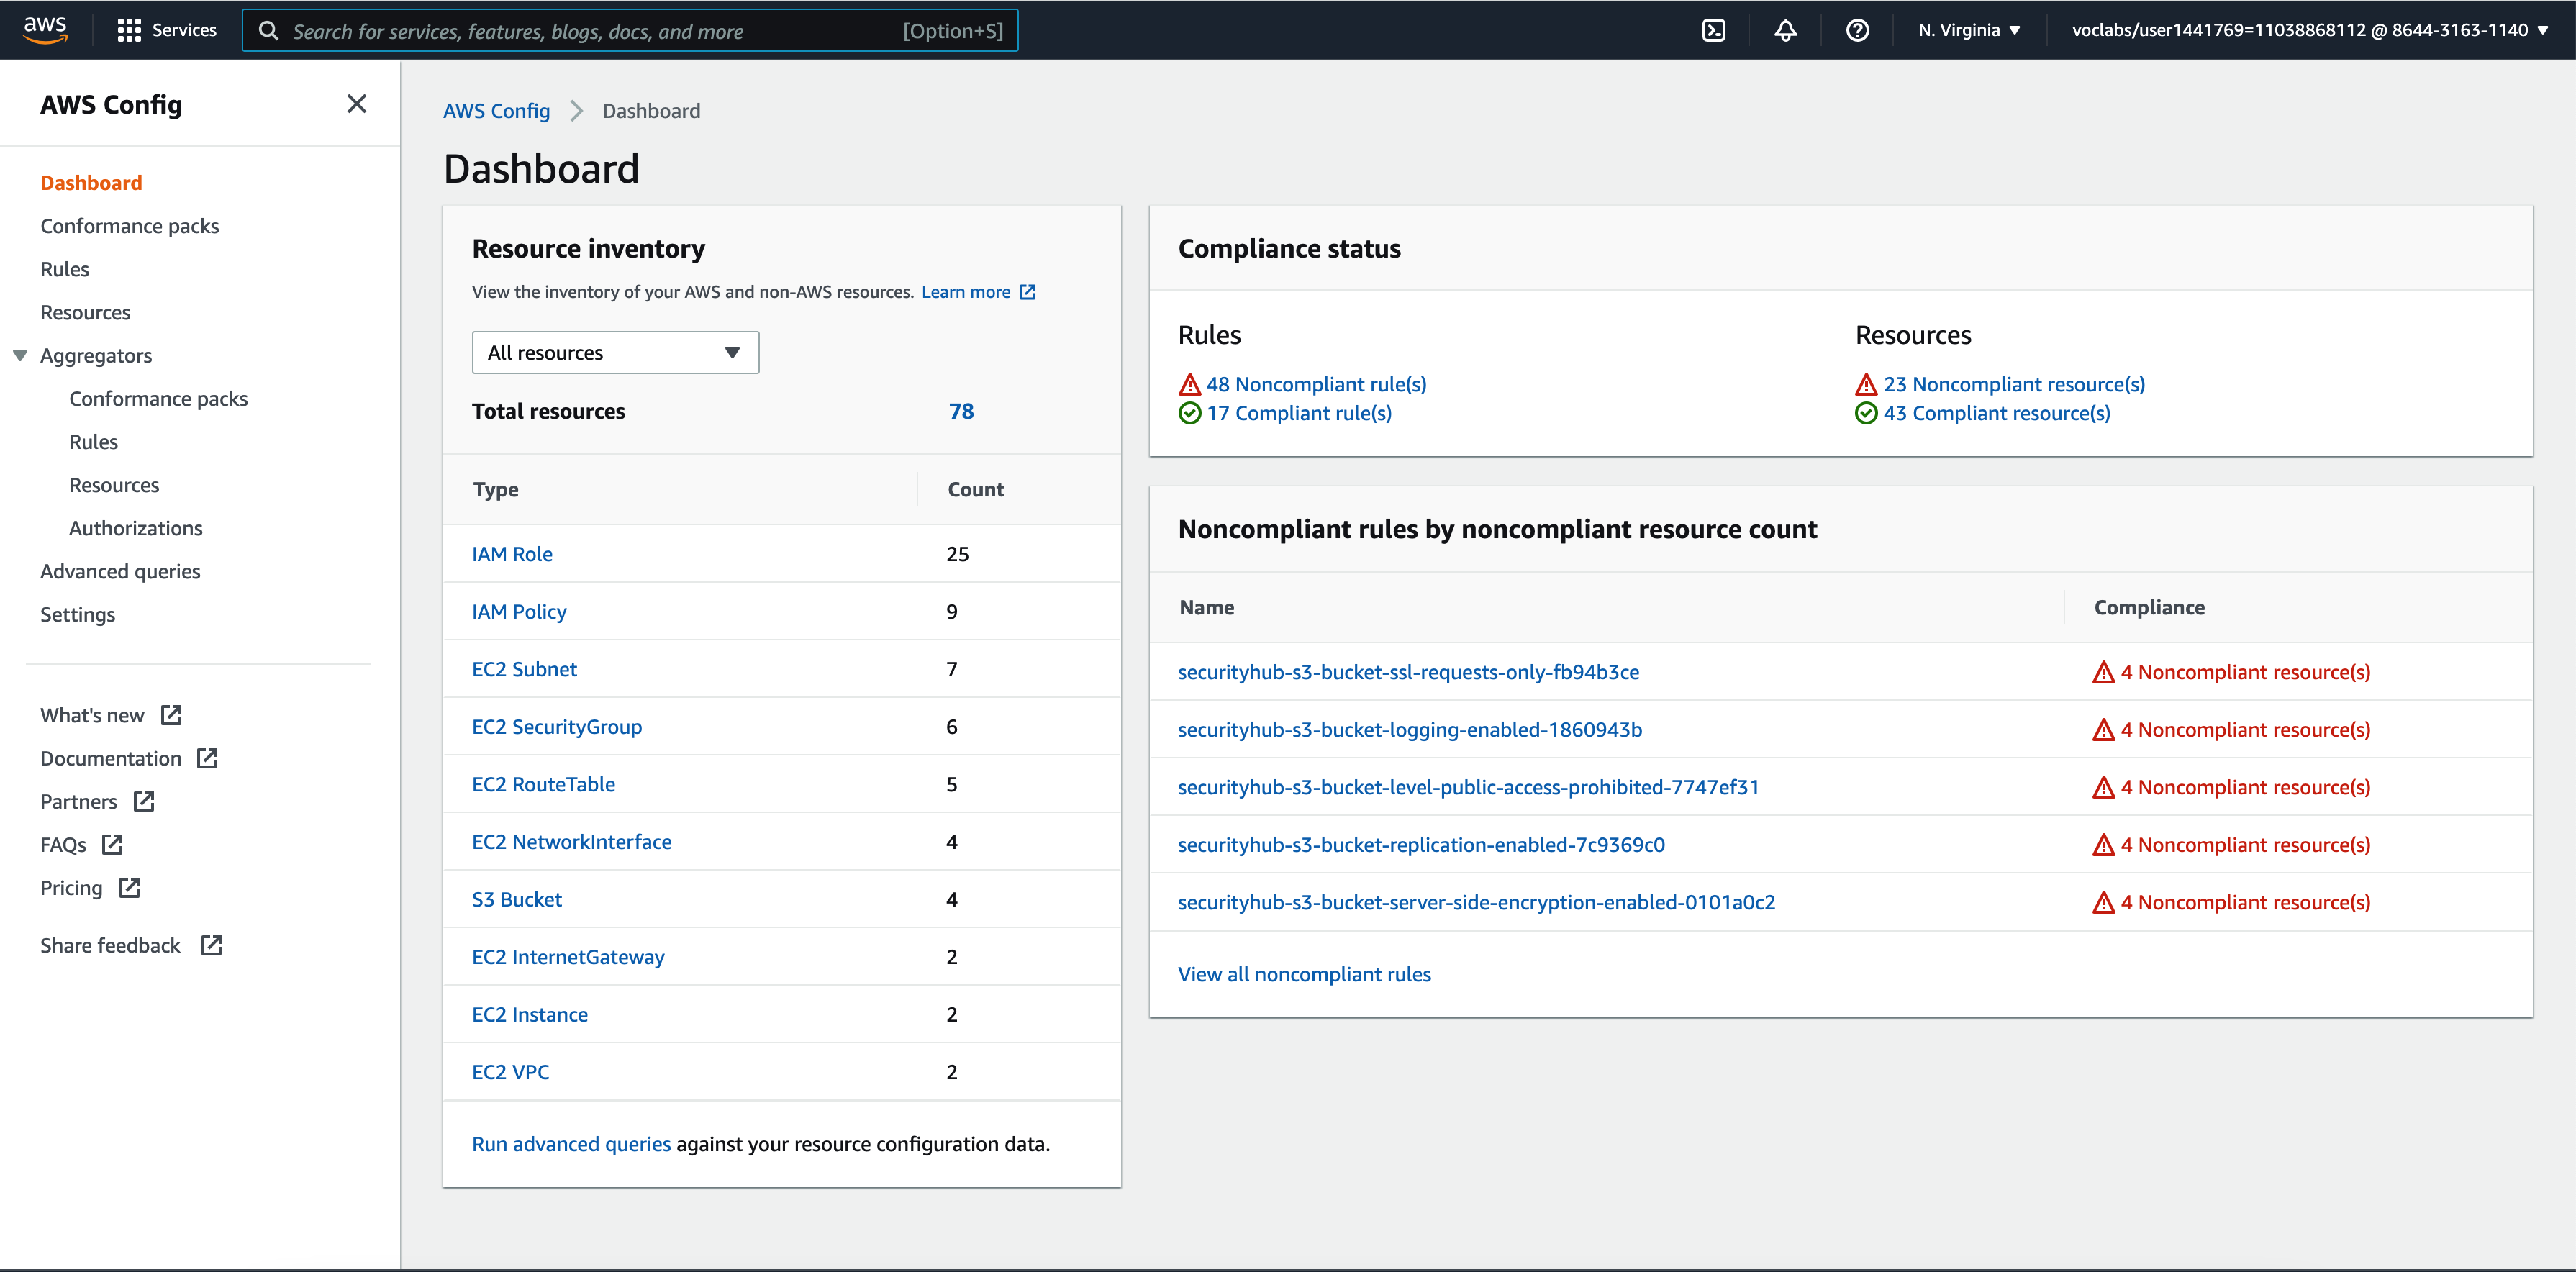 aws
Services
Search for services, features, blogs, docs, and more
[Option+S]
N. Virginia
voclabs/user1441769=11038868112 @ 8644-3163-1140
AWS Config
Dashboard
Conformance packs
Rules
Resources
Aggregators
Conformance packs
Rules
Resources
Authorizations
Advanced queries
Settings
What's new
Documentation
Partners
FAQs
Pricing
Share feedback
AWS Config > Dashboard
Dashboard
Resource inventory
View the inventory of your AWS and non-AWS resources. Learn more
All resources
Total resources 78
Type Count
IAM Role 25
IAM Policy 9
EC2 Subnet 7
EC2 SecurityGroup 6
EC2 RouteTable 5
EC2 NetworkInterface 4
S3 Bucket 4
EC2 InternetGateway 2
EC2 Instance 2
EC2 VPC 2
Run advanced queries against your resource configuration data.
Compliance status
Rules
48 Noncompliant rule(s)
17 Compliant rule(s)
Resources
23 Noncompliant resource(s)
43 Compliant resource(s)
Noncompliant rules by noncompliant resource count
Name Compliance
securityhub-s3-bucket-ssl-requests-only-fb94b3ce 4 Noncompliant resource(s)
securityhub-s3-bucket-logging-enabled-1860943b 4 Noncompliant resource(s)
securityhub-s3-bucket-level-public-access-prohibited-7747ef31 4 Noncompliant resource(s)
securityhub-s3-bucket-replication-enabled-7c9369c0 4 Noncompliant resource(s)
securityhub-s3-bucket-server-side-encryption-enabled-0101a0c2 4 Noncompliant resource(s)
View all noncompliant rules